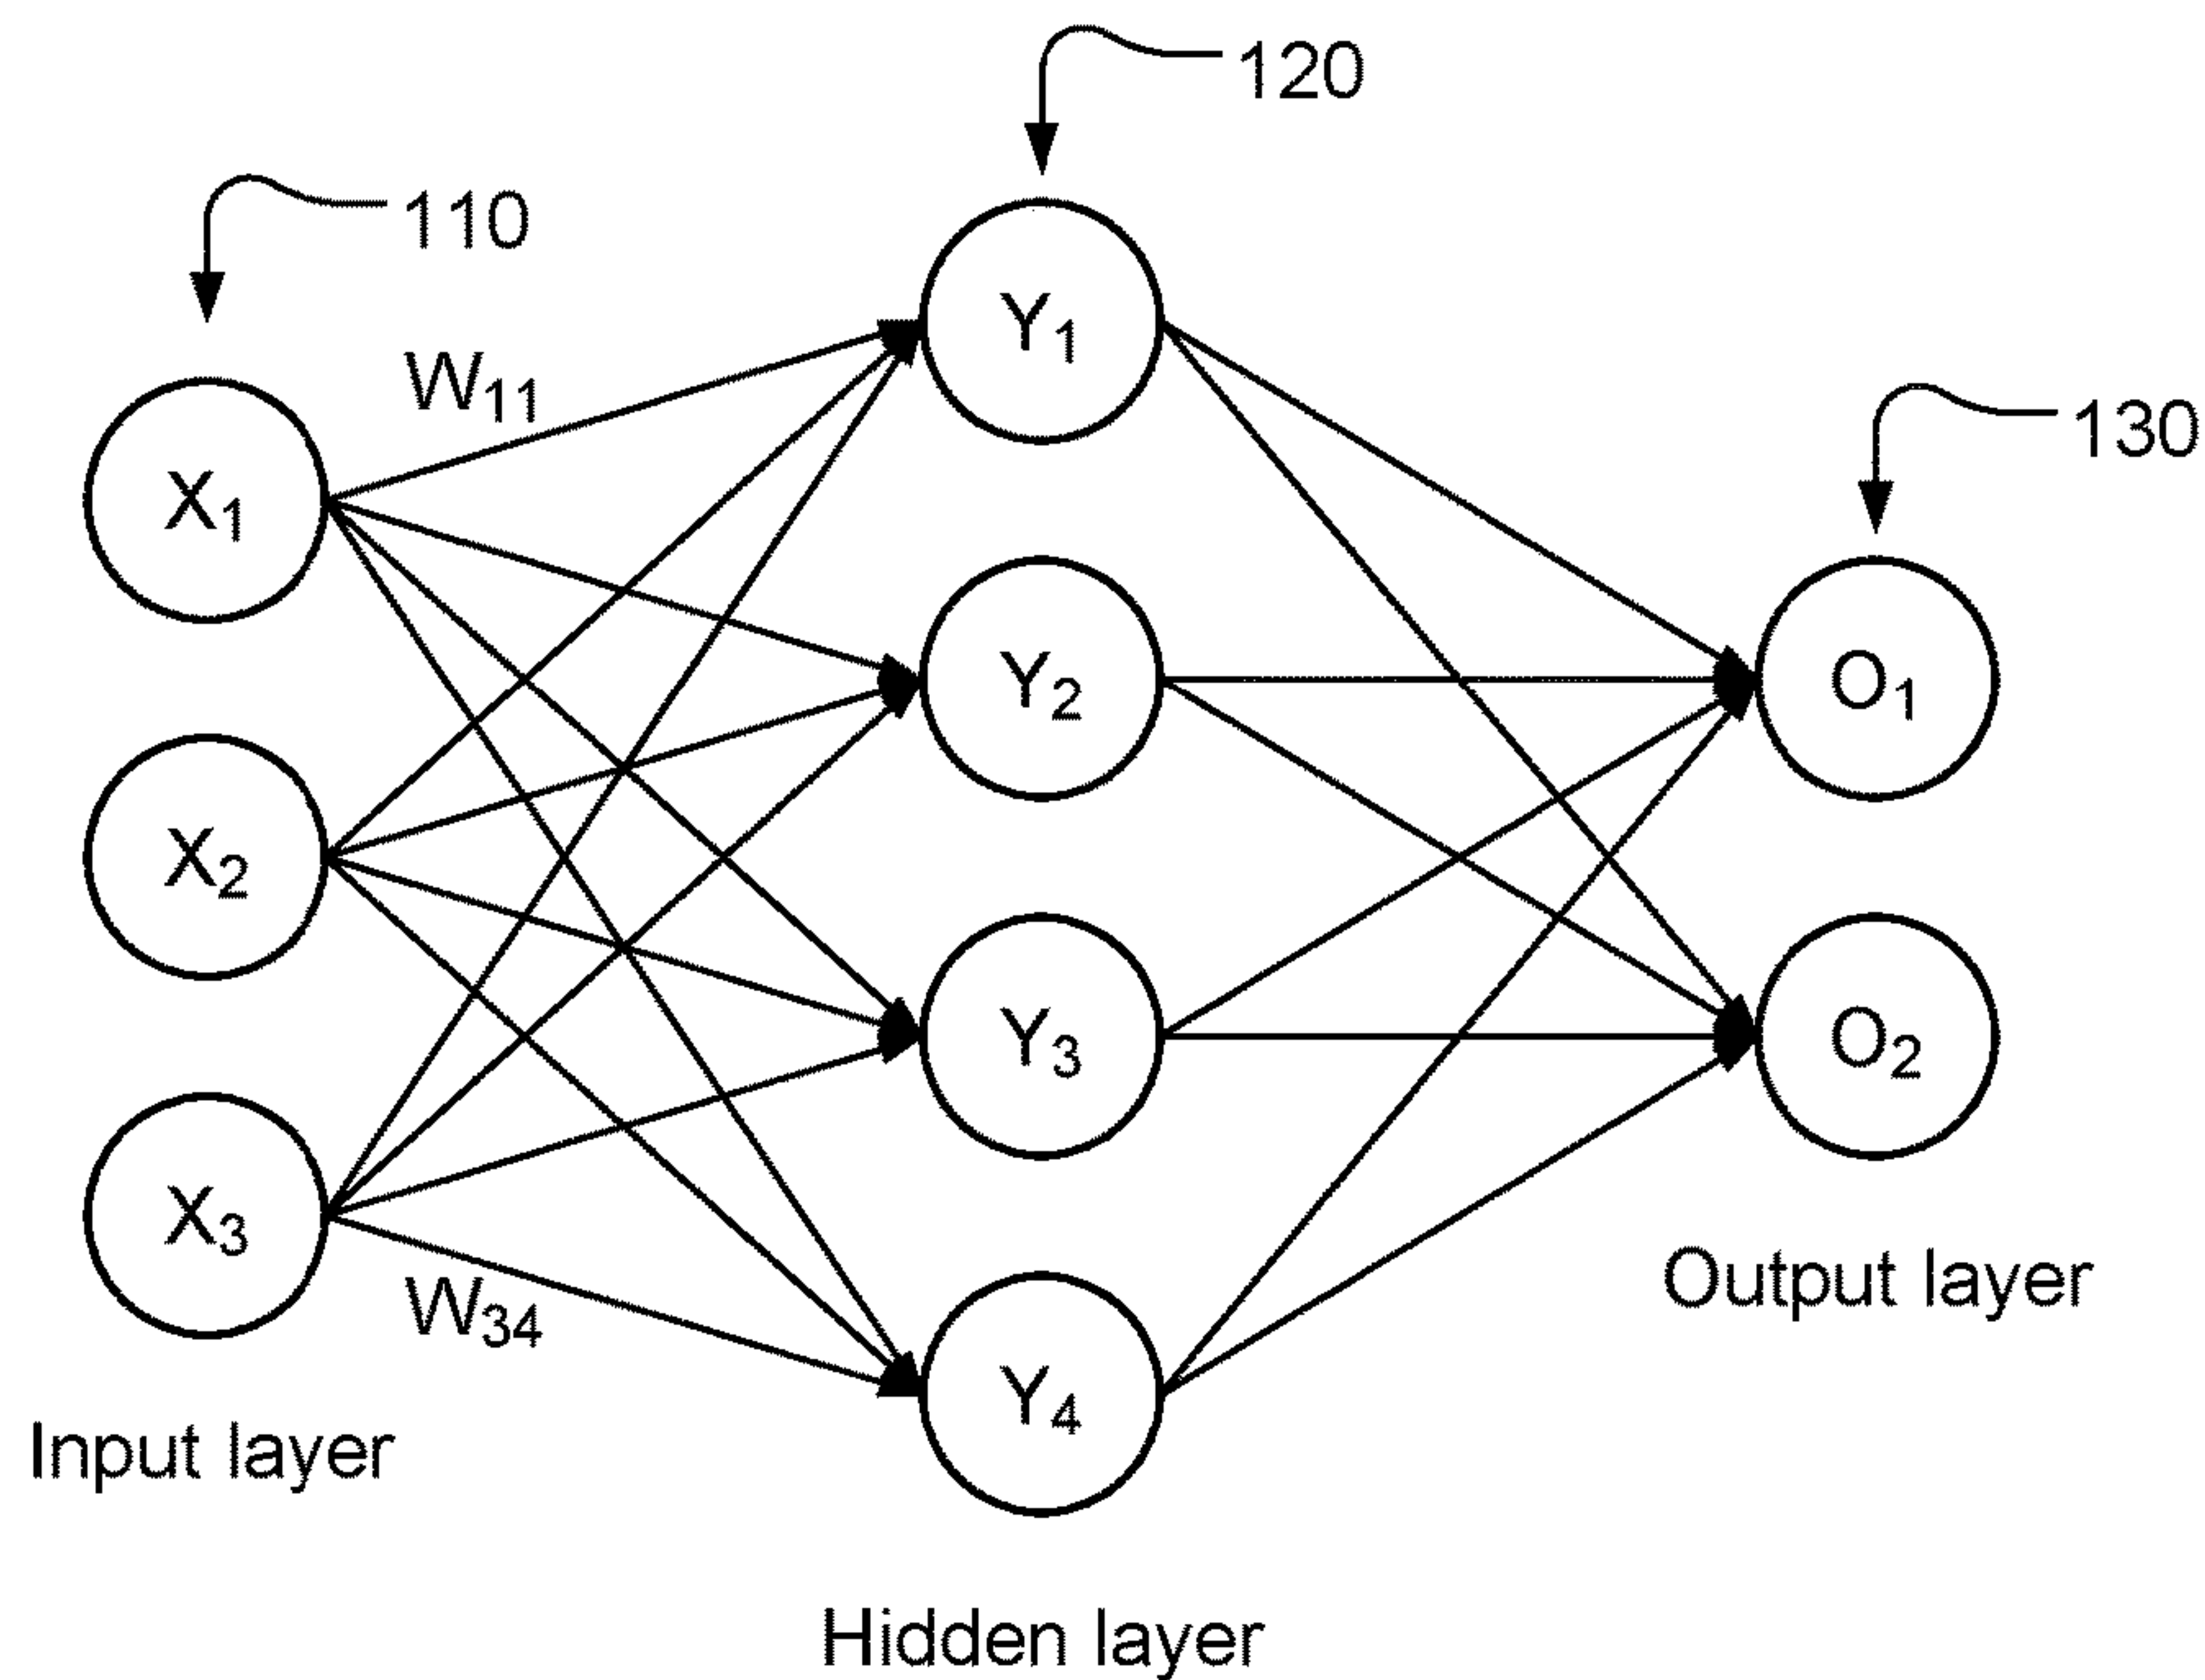 120
110
130
W₁₁
Y₁
X₁
Y₂
O₁
X₂
Y₃
O₂
X₃
W₃₄
Y₄
Output layer
Input layer
Hidden layer